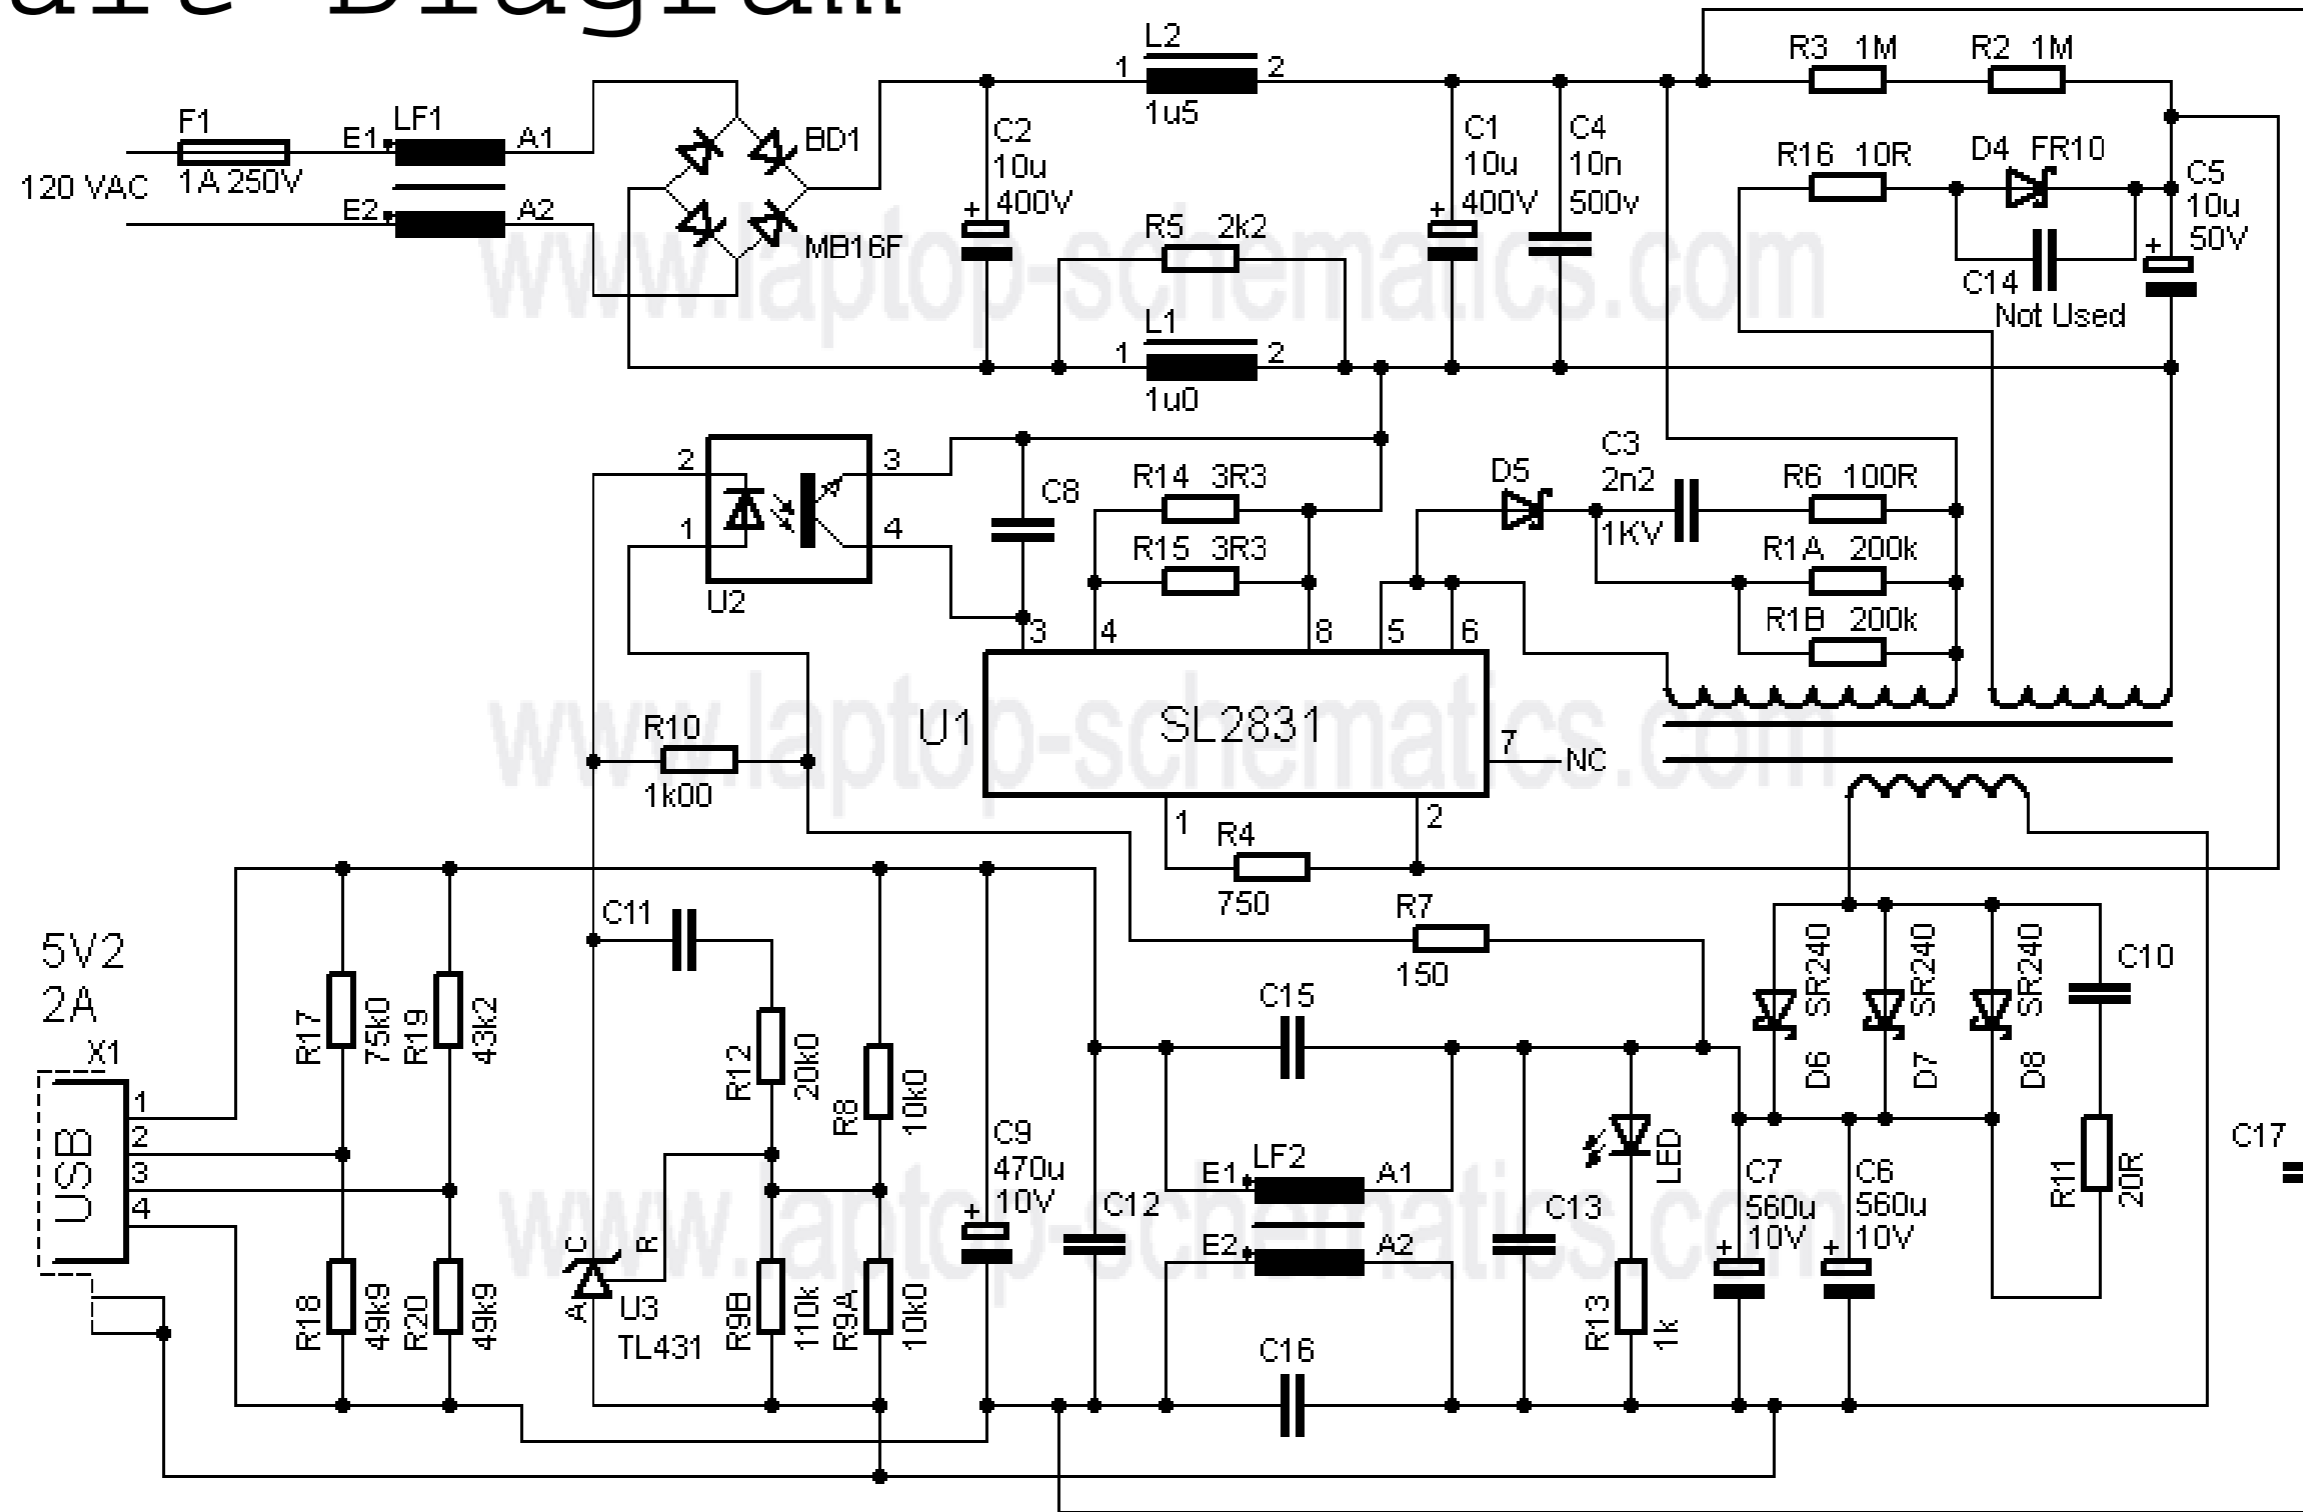 Diagram
120 VAC
F1
1A 250V
E1
LF1
A1
E2
A2
BD1
MB16F
C2
10u
400V
+
L2
1
2
1u5
R5 2k2
L1
1
2
1u0
C1
10u
400V
+
C4
10n
500v
R3 1M
R2 1M
R16 10R
D4 FR10
C14
Not Used
C5
10u
50V
+
www.laptop-schematics.com
2
1
3
4
U2
C8
R14 3R3
R15 3R3
D5
C3
2n2
1KV
R6 100R
R1A 200k
R1B 200k
3
4
8
5
6
U1
SL2831
7
NC
1
2
www.laptop-schematics.com
R10
1k00
R4
750
R7
150
5V2
2A
X1
USB
1
2
3
4
R17
75k0
R19
43k2
R18
49k9
R20
49k9
C11
R12
20k0
R8
10k0
C
R
A
U3
TL431
R9B
110k
R9A
10k0
C9
470u
10V
+
C12
C15
E1
LF2
A1
E2
A2
C16
C13
LED
R13
1k
D6
SR240
D7
SR240
D8
SR240
C10
C7
560u
10V
+
C6
560u
10V
+
R11
20R
C17
www.laptop-schematics.com